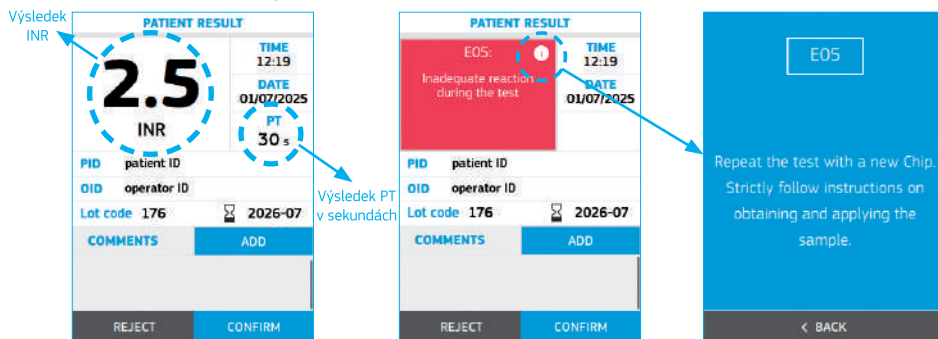 Výsledek
INR
PATIENT RESULT
2.5
INR
TIME
12:19
DATE
01/07/2025
PT
30 s
PID patient ID
OID operator ID
Lot code 176 2026-07
COMMENTS ADD
REJECT CONFIRM
Výsledek PT
v sekundách
PATIENT RESULT
E05:
i
Inadequate reaction
during the test
TIME
12:19
DATE
01/07/2025
PID patient ID
OID operator ID
Lot code 176 2026-07
COMMENTS ADD
REJECT CONFIRM
E05
Repeat the test with a new Chip.
Strictly follow instructions on
obtaining and applying the
sample.
< BACK